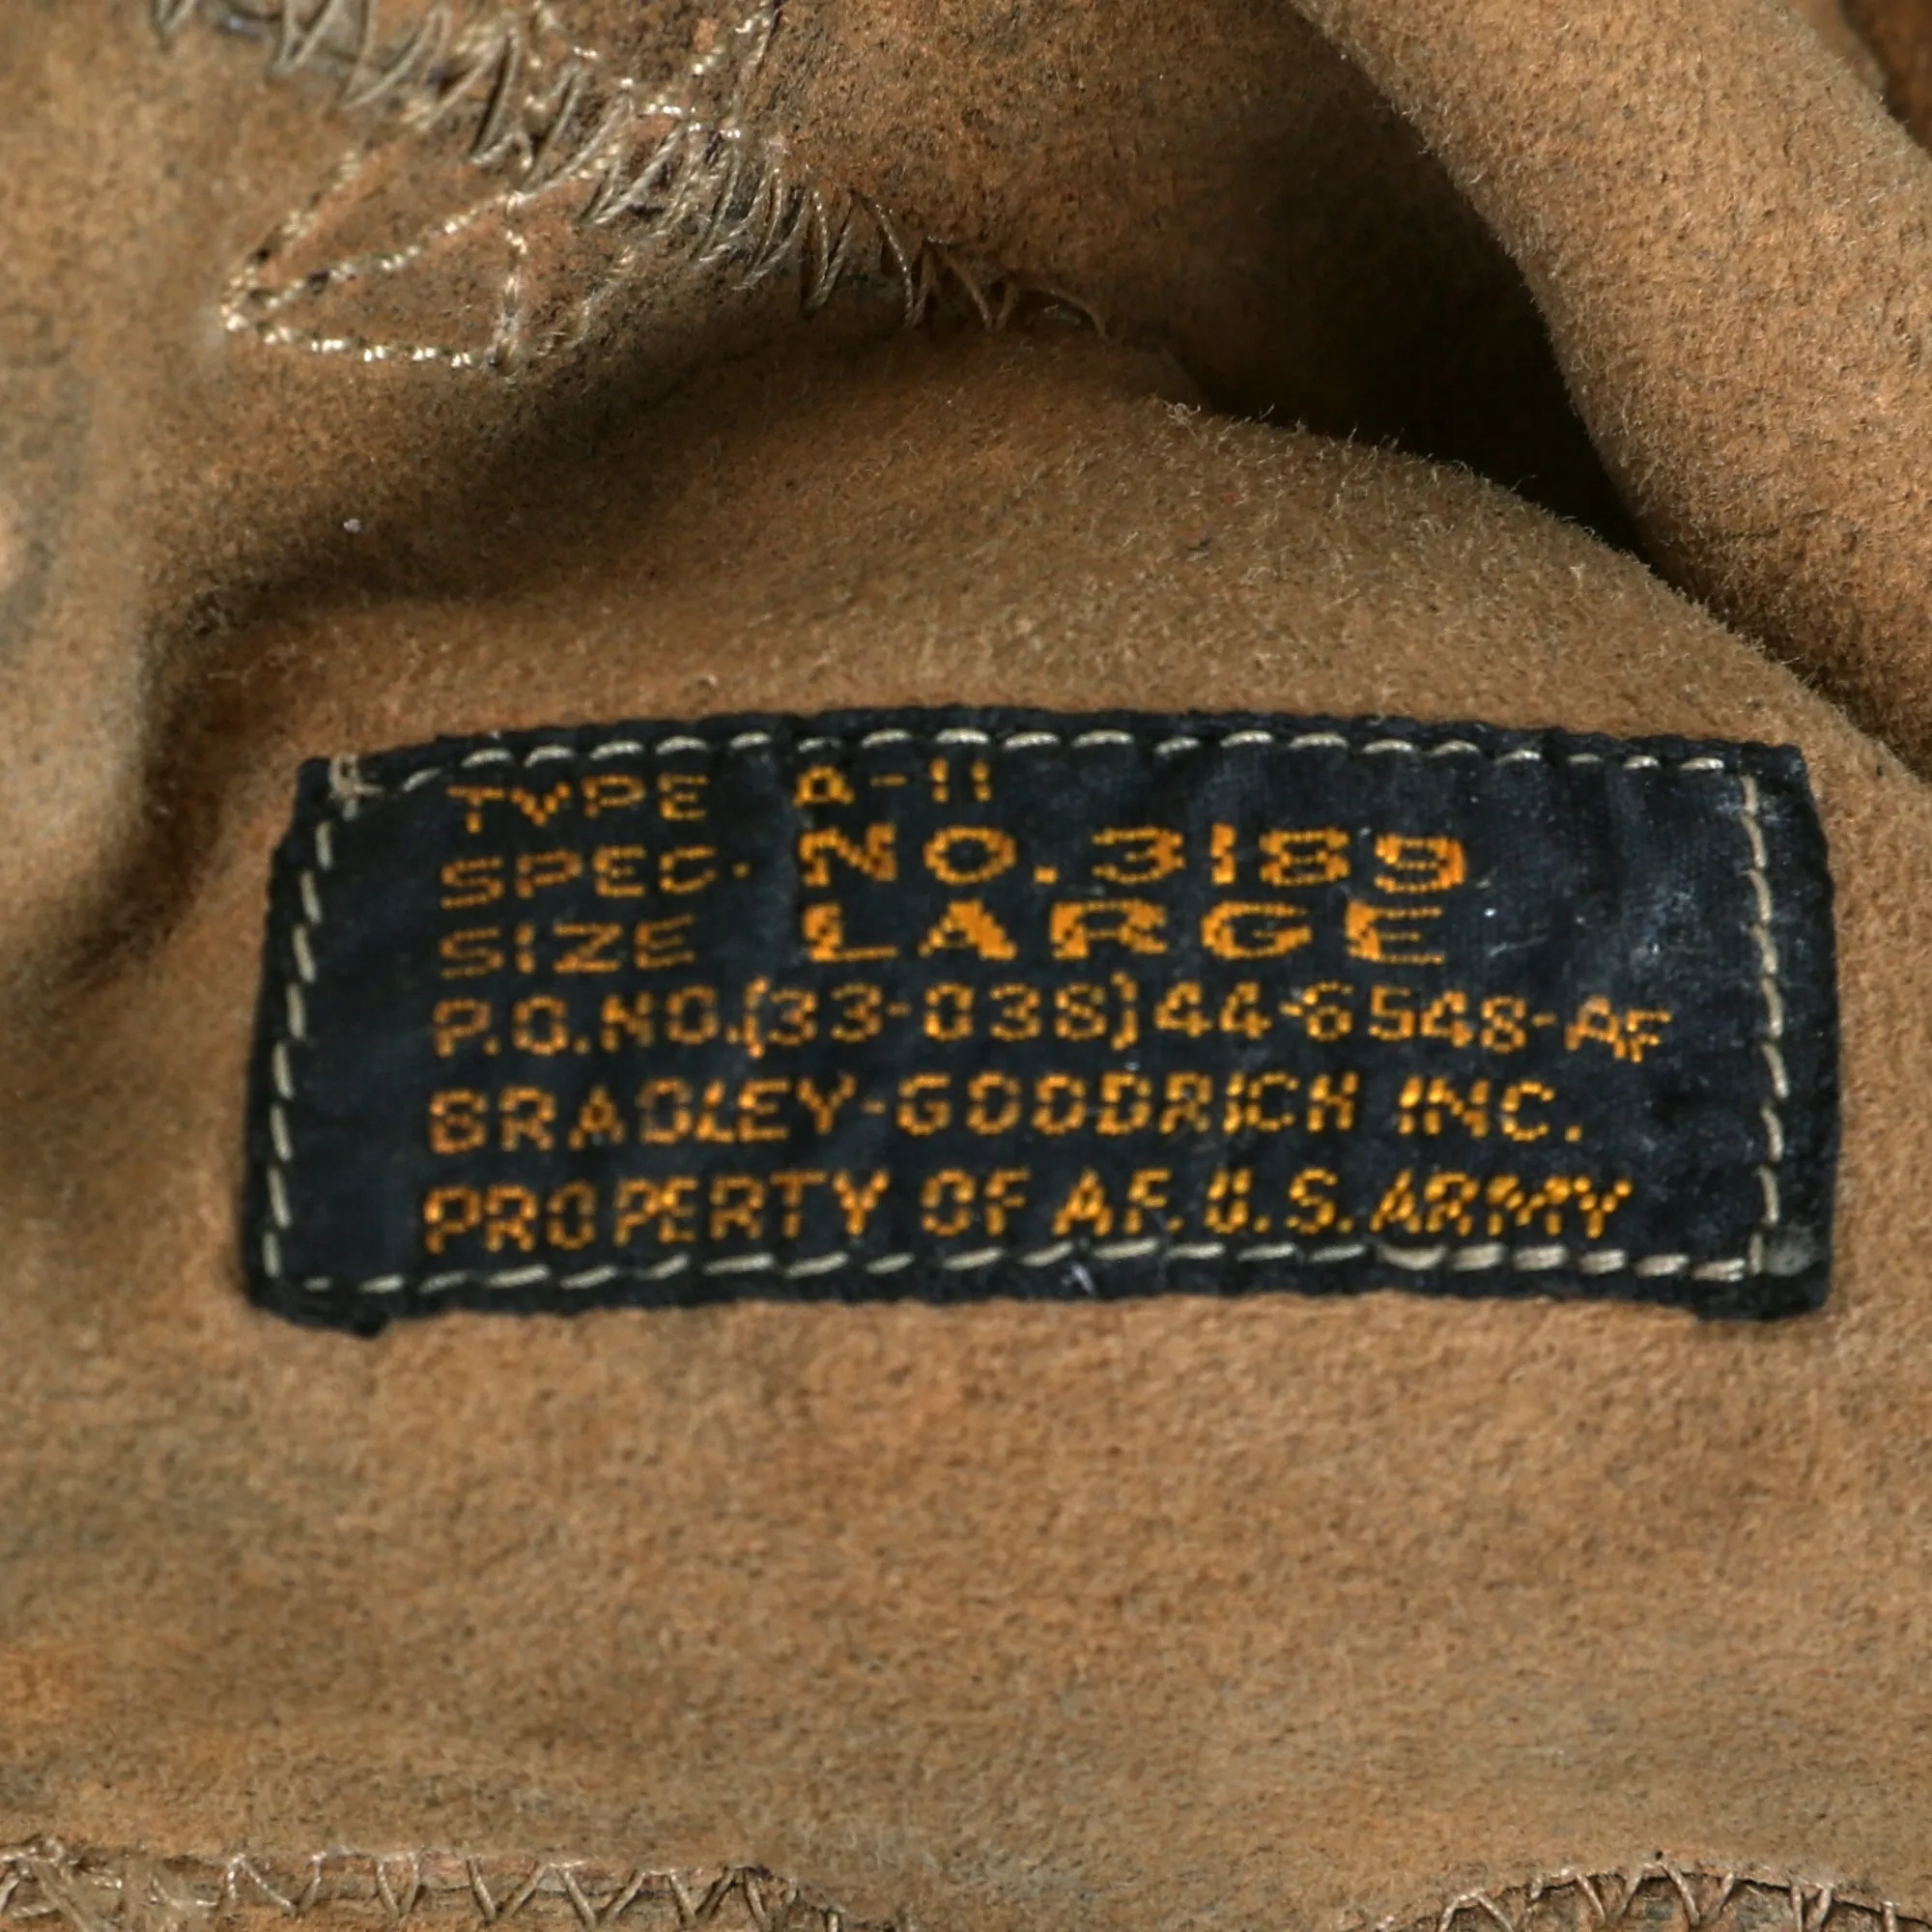 TYPE A-11
SPEC. NO. 3189
SIZE LARGE
P.O.NO.(33-038)44-6548-AF
BRADLEY-GOODRICH INC.
PROPERTY OF A.F. U.S. ARMY